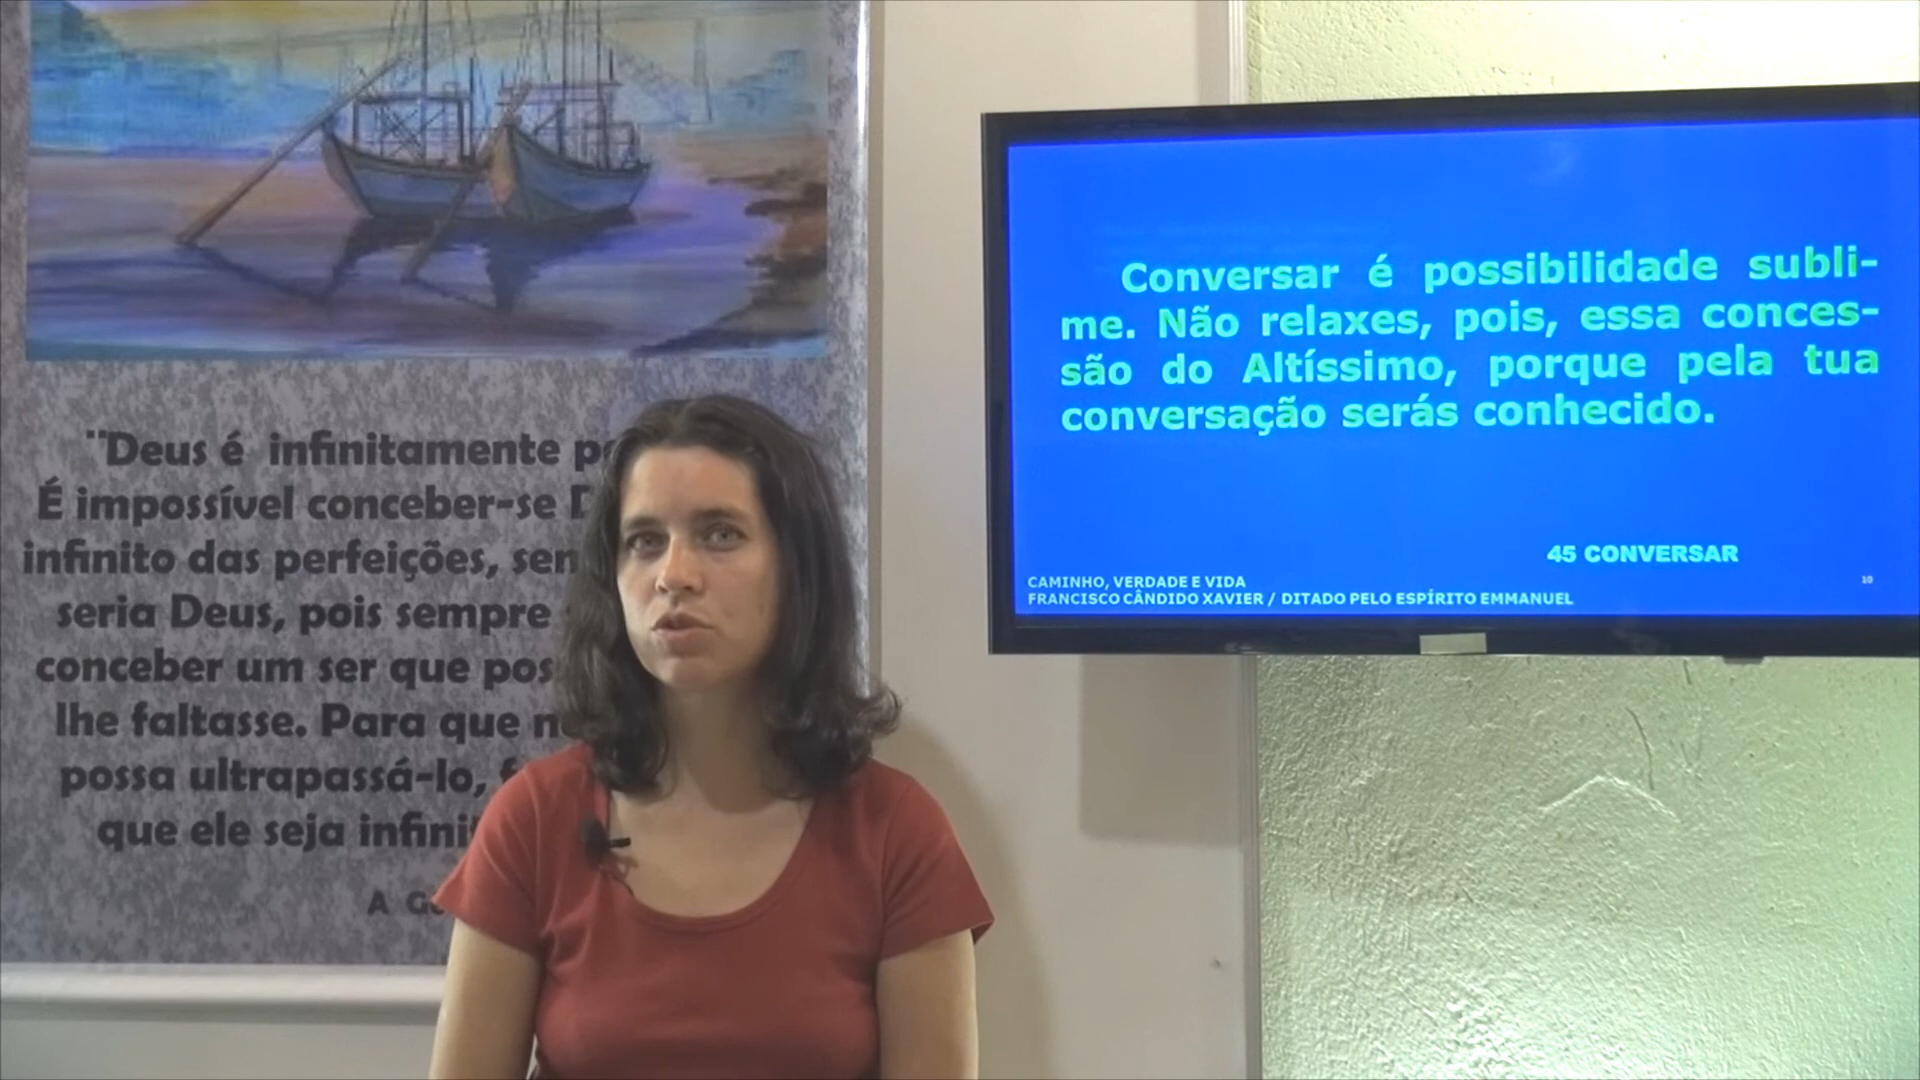 ¨Deus é infinitamente
É impossível conceber-se
infinito das perfeições, sem
seria Deus, pois sempre
conceber um ser que
lhe faltasse. Para que
possa ultrapassá-lo,
que ele seja
A
Conversar é possibilidade subli-
me. Não relaxes, pois, essa conces-
são do Altíssimo, porque pela tua
conversação serás conhecido.
45 CONVERSAR
CAMINHO, VERDADE E VIDA
10
FRANCISCO CÂNDIDO XAVIER / DITADO PELO ESPÍRITO EMMANUEL